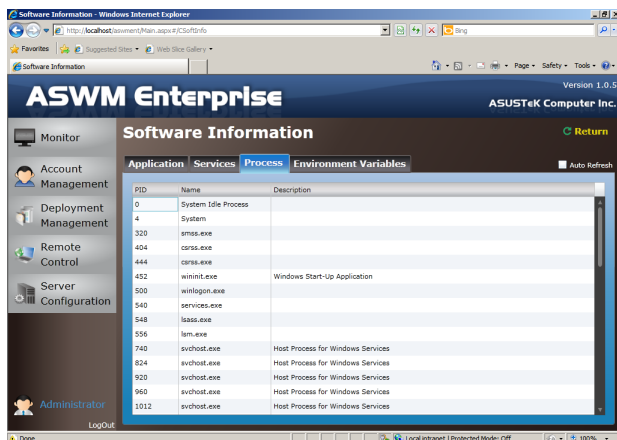 Software Information - Windows Internet Explorer
http://localhost/aswment/Main.aspx#/CSoftInfo
Bing
Favorites Suggested Sites Web Slice Gallery
Software Information
Page Safety Tools
ASWM Enterprise
Version 1.0.5
ASUSTeK Computer Inc.
Monitor
Account Management
Deployment Management
Remote Control
Server Configuration
Administrator
LogOut
Software Information
Return
Application Services Process Environment Variables
Auto Refresh
PID Name Description
0 System Idle Process
4 System
320 smss.exe
404 csrss.exe
444 csrss.exe
452 wininit.exe Windows Start-Up Application
500 winlogon.exe
540 services.exe
548 lsass.exe
556 lsm.exe
740 svchost.exe Host Process for Windows Services
824 svchost.exe Host Process for Windows Services
920 svchost.exe Host Process for Windows Services
960 svchost.exe Host Process for Windows Services
1012 svchost.exe Host Process for Windows Services
Done
Local intranet | Protected Mode: Off
100%